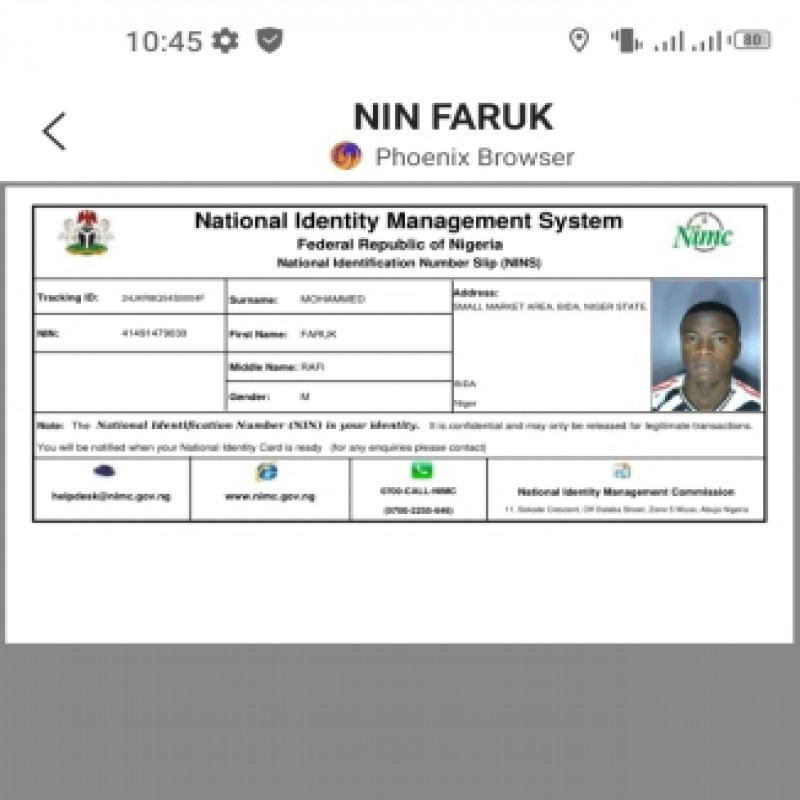 10:45
80
NIN FARUK
Phoenix Browser
National Identity Management System
Federal Republic of Nigeria
National Identification Number Slip (NINS)
Nimc
Tracking ID:
Surname: MOHAMMED
Address:
SMALL MARKET AREA, BIDA, NIGER STATE
NIN:
First Name: FARUK
Middle Name: RAFI
BIDA
Gender: M
Niger
Note: The National Identification Number (NIN) is your identity. It is confidential and may only be released for legitimate transactions.
You will be notified when your National Identity Card is ready (for any enquiries please contact)
helpdesk@nimc.gov.ng
www.nimc.gov.ng
0700-CALL-NIMC
(0700-2255-646)
National Identity Management Commission
11, Sokode Crescent, Off Dalaba Street, Zone 5 Wuse, Abuja Nigeria